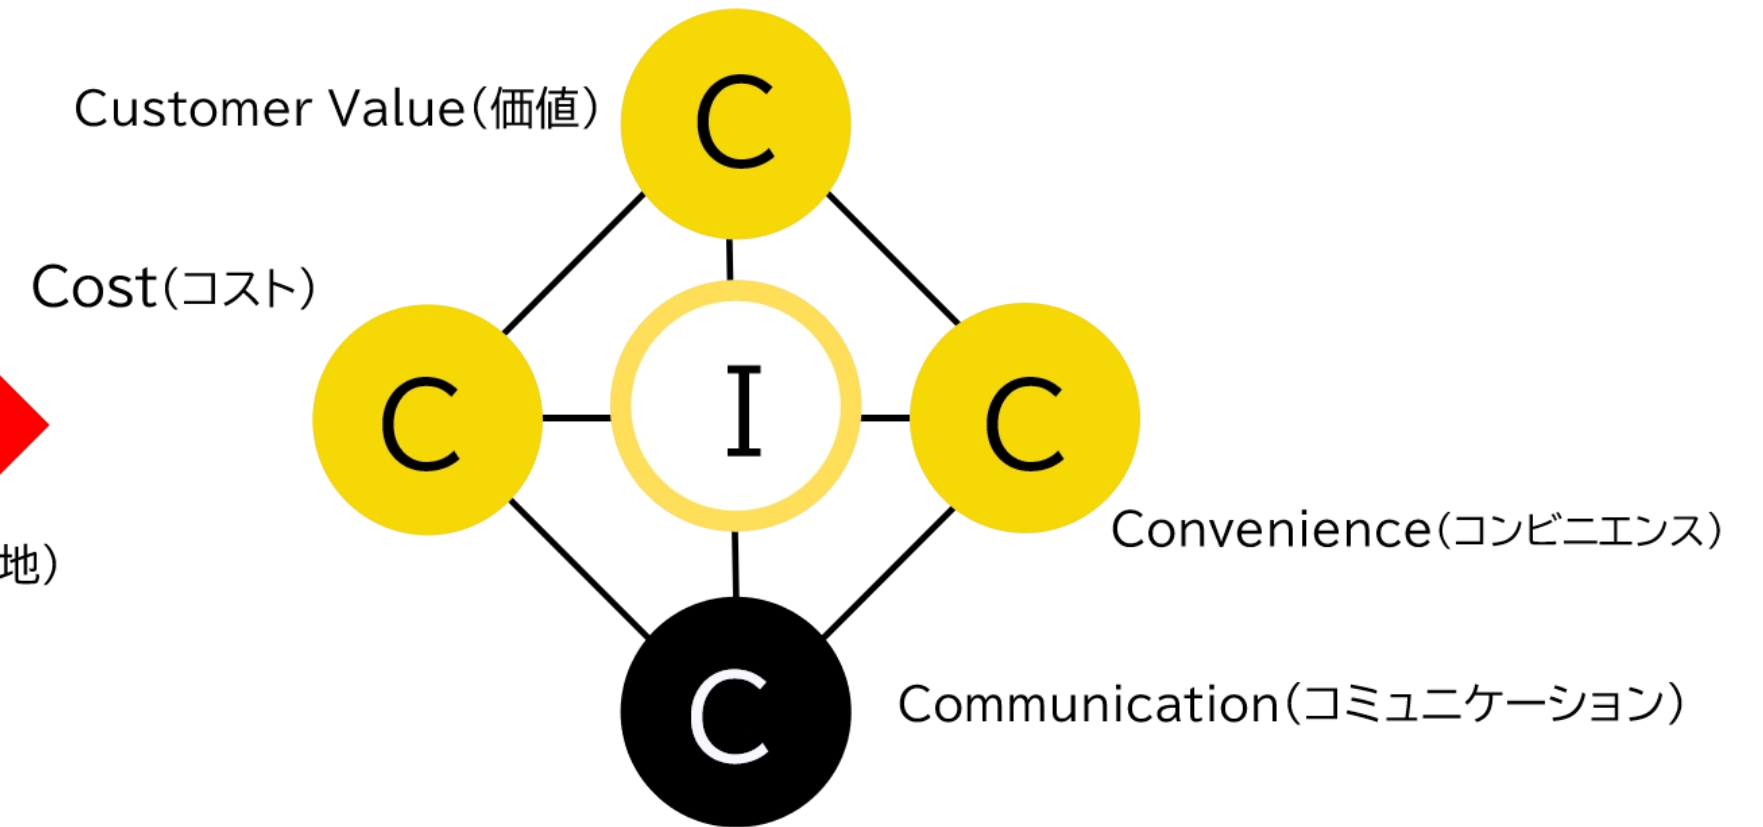 C
Customer Value(価値)
Cost(コスト)
C
I
C
Convenience(コンビニエンス)
地)
C
Communication(コミュニケーション)